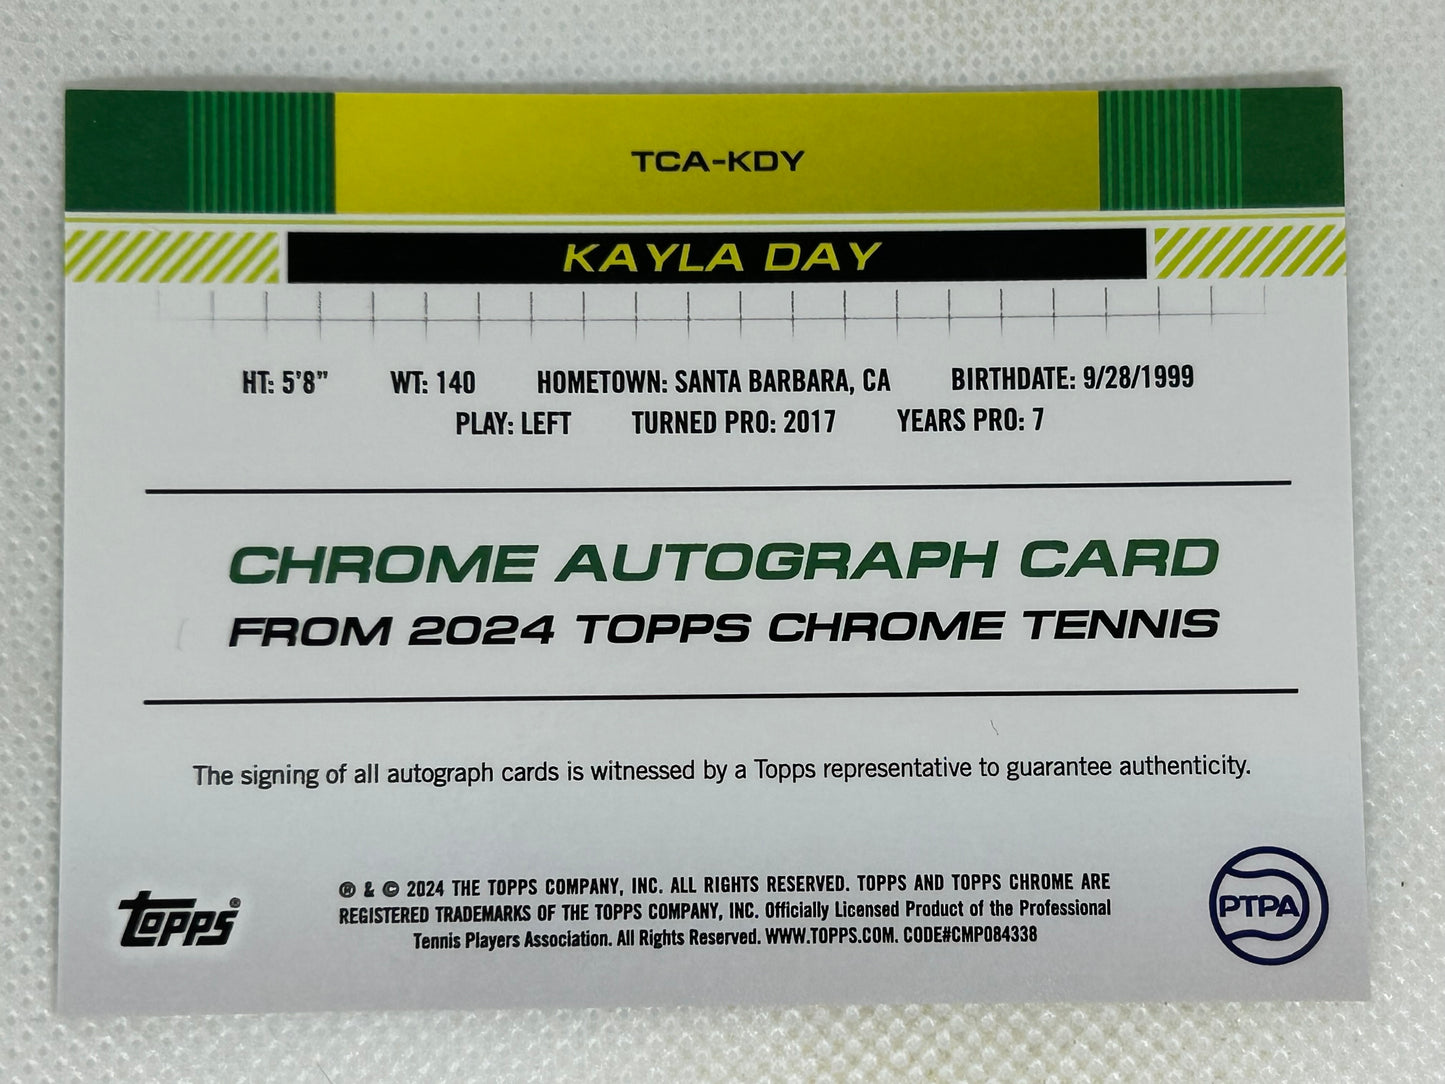 TCA-KDY
KAYLA DAY
HT: 5'8" WT: 140 HOMETOWN: SANTA BARBARA, CA BIRTHDATE: 9/28/1999
PLAY: LEFT TURNED PRO: 2017 YEARS PRO: 7
CHROME AUTOGRAPH CARD
FROM 2024 TOPPS CHROME TENNIS
The signing of all autograph cards is witnessed by a Topps representative to guarantee authenticity.
Topps®
® & © 2024 THE TOPPS COMPANY, INC. ALL RIGHTS RESERVED. TOPPS AND TOPPS CHROME ARE
REGISTERED TRADEMARKS OF THE TOPPS COMPANY, INC. Officially Licensed Product of the Professional
Tennis Players Association. All Rights Reserved. WWW.TOPPS.COM. CODE#CMP084338
PTPA